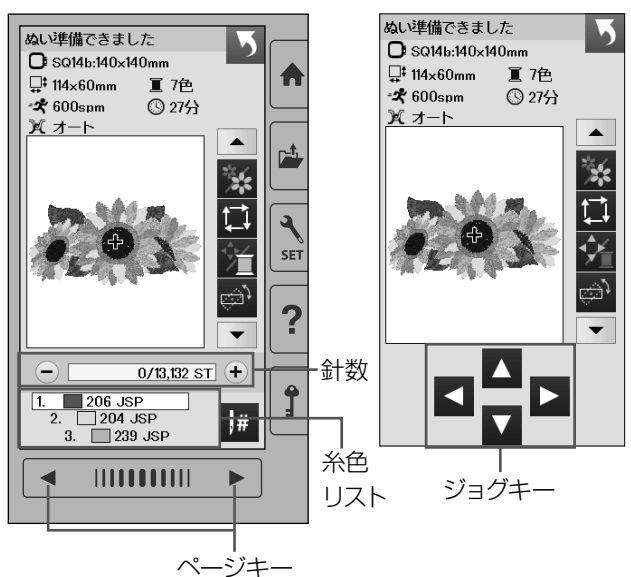 ぬい準備できました
SQ14b:140×140mm
114×60mm 7色
600spm 27分
オート
SET
?
0/13,132 ST
1. 206 JSP
2. 204 JSP
3. 239 JSP
#
針数
糸色
リスト
ページキー
ぬい準備できました
SQ14b:140×140mm
114×60mm 7色
600spm 27分
オート
ジョグキー